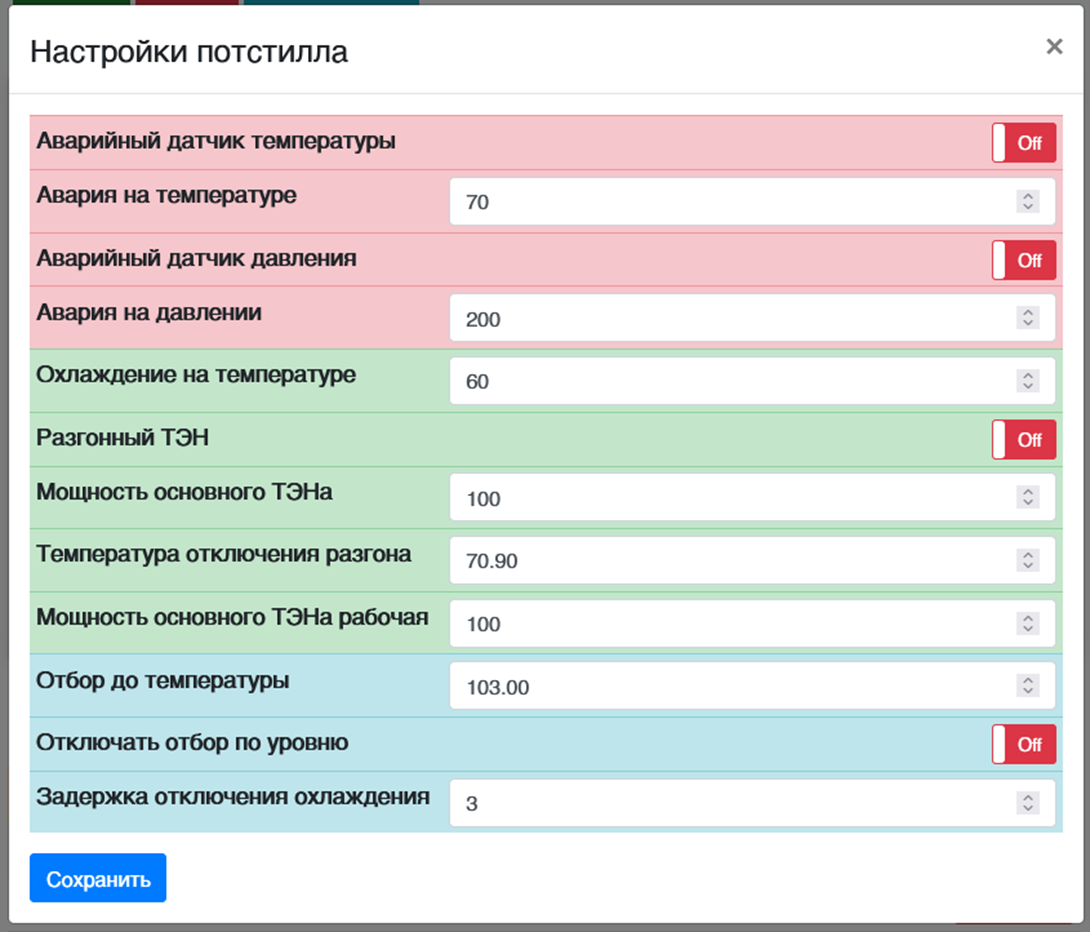 Настройки потстилла
×
Аварийный датчик температуры
Off
Авария на температуре
70
Аварийный датчик давления
Off
Авария на давлении
200
Охлаждение на температуре
60
Разгонный ТЭН
Off
Мощность основного ТЭНа
100
Температура отключения разгона
70.90
Мощность основного ТЭНа рабочая
100
Отбор до температуры
103.00
Отключать отбор по уровню
Off
Задержка отключения охлаждения
3
Сохранить